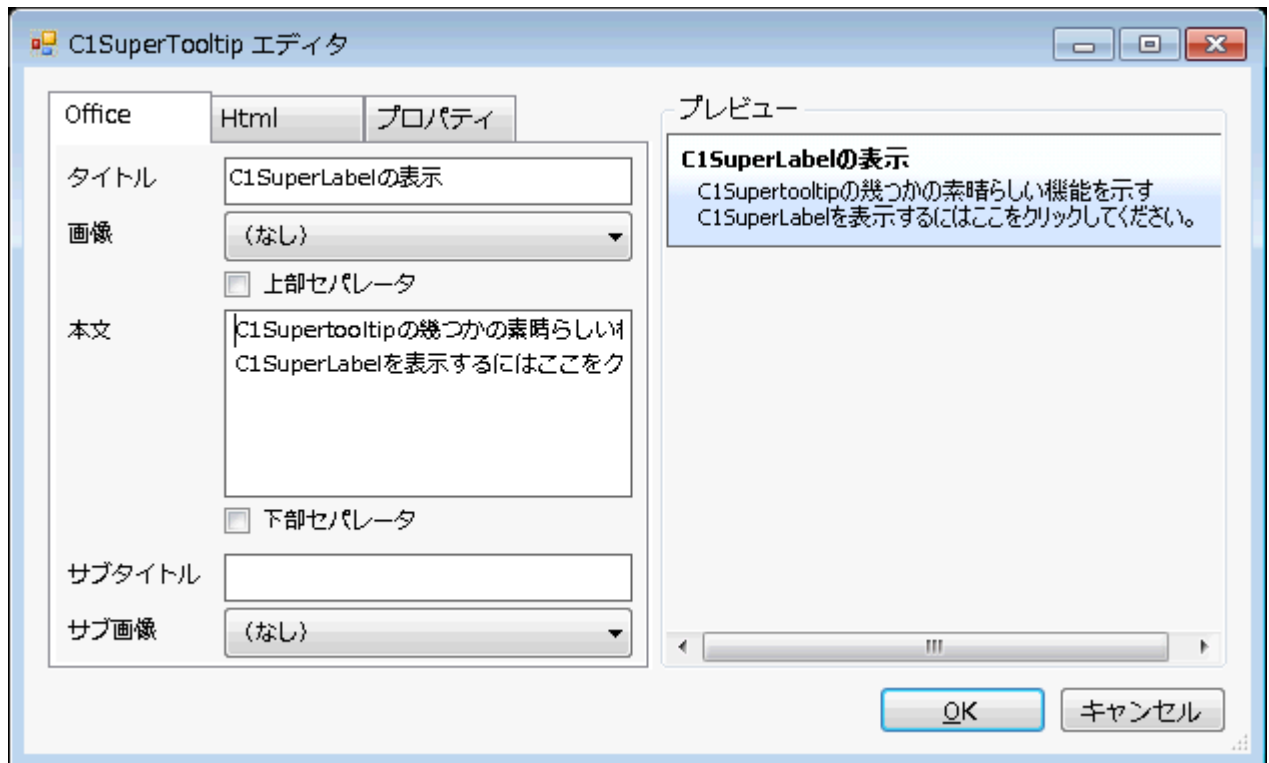 C1SuperTooltip エディタ
Office
Html
プロパティ
タイトル
C1SuperLabelの表示
画像
(なし)
上部セパレータ
本文
C1Supertooltipの幾つかの素晴らしい
C1SuperLabelを表示するにはここをク
下部セパレータ
サブタイトル
サブ画像
(なし)
プレビュー
C1SuperLabelの表示
C1Supertooltipの幾つかの素晴らしい機能を示す
C1SuperLabelを表示するにはここをクリックしてください。
OK
キャンセル